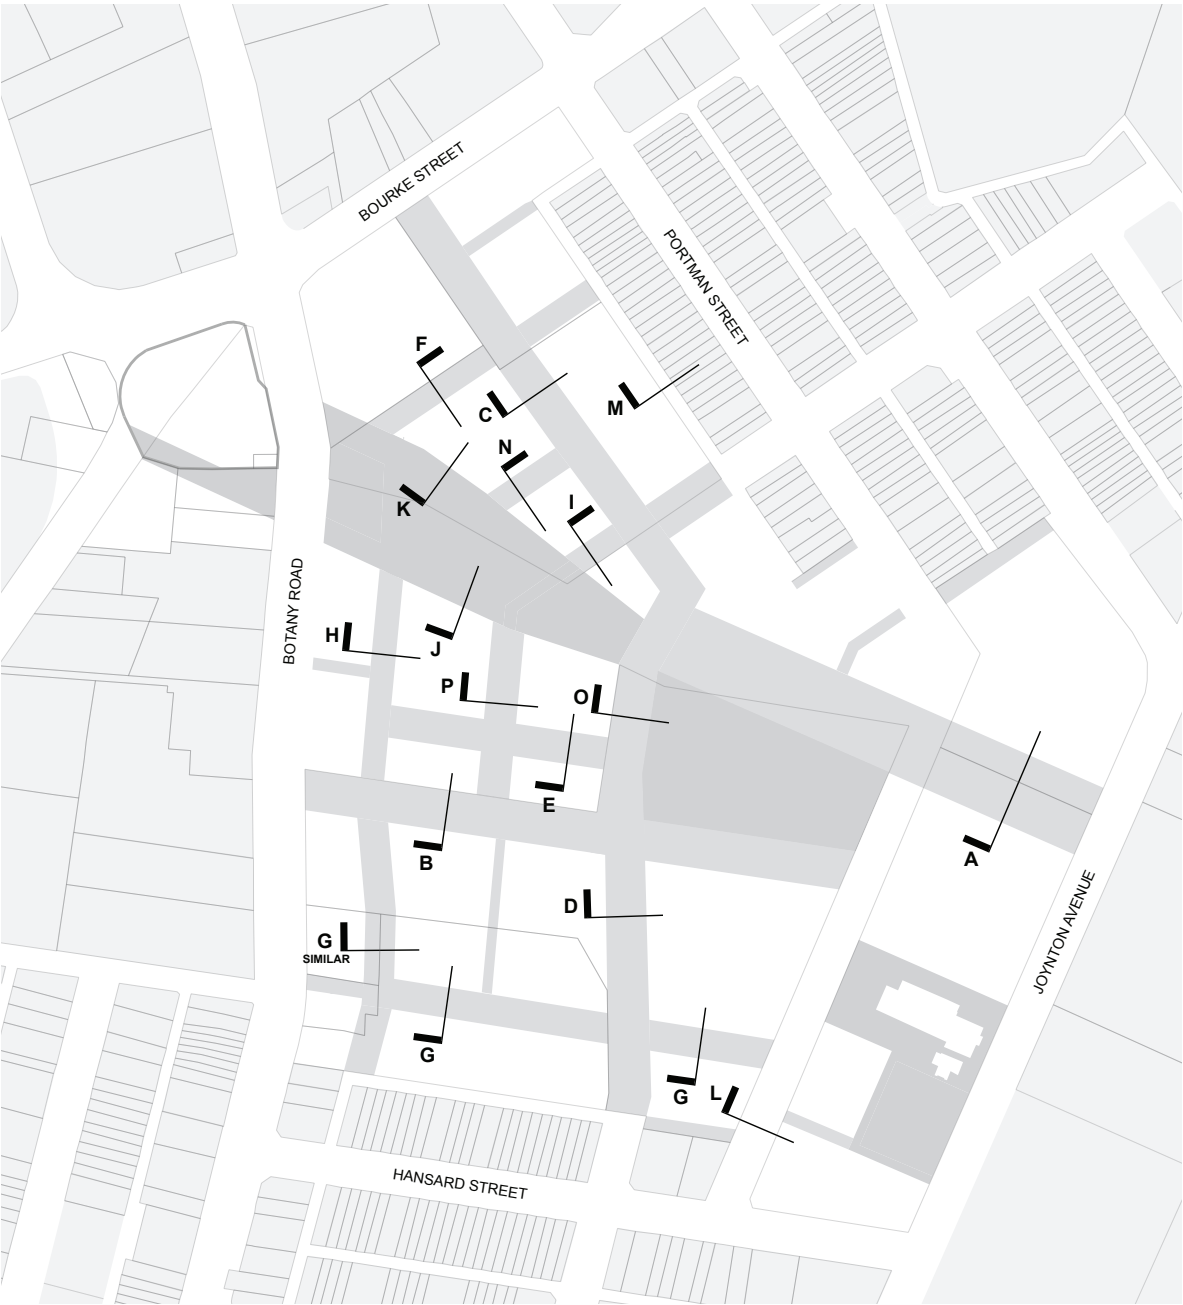 BOURKE STREET
PORTMAN STREET
F
C
M
N
K
I
BOTANY ROAD
H
J
P
O
E
B
A
D
G
SIMILAR
JOYNTON AVENUE
G
G
L
HANSARD STREET